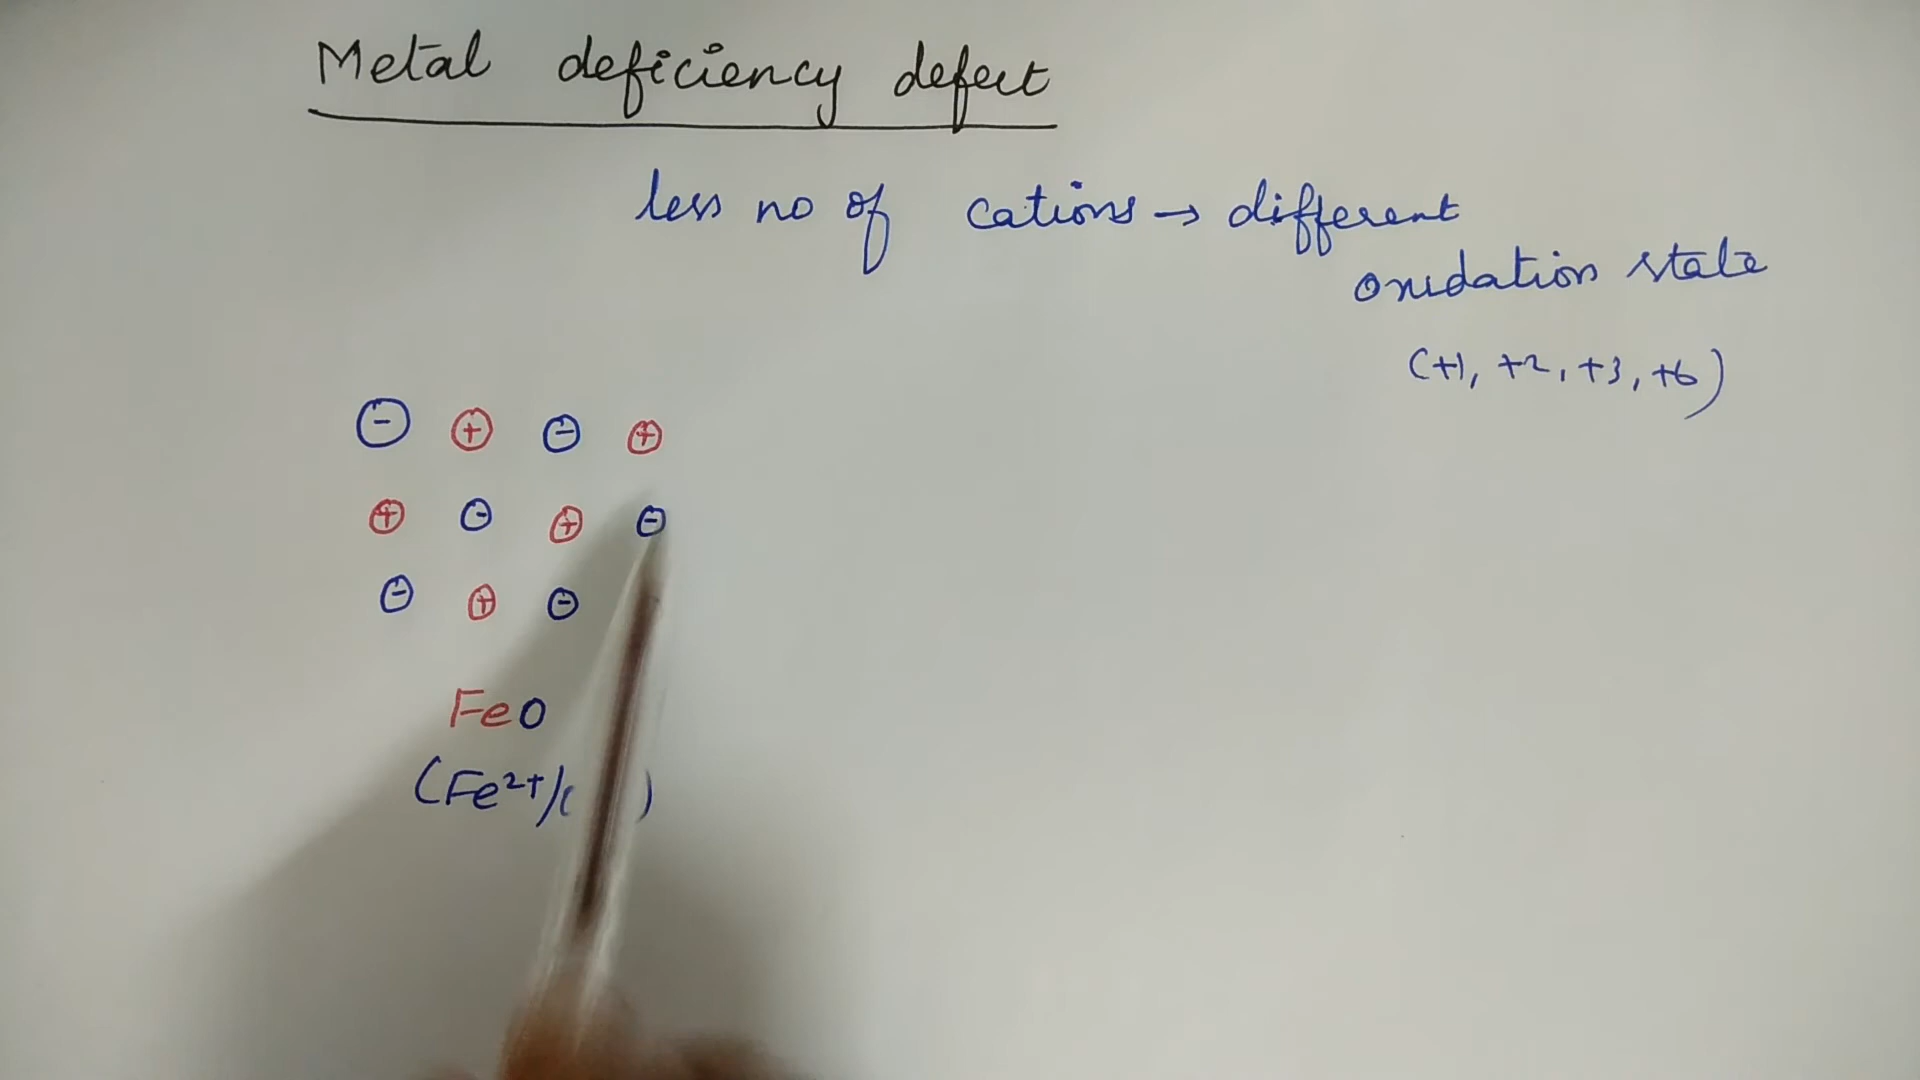 Metal deficiency defect
less no of cations → different
oxidation state
(+1, +2, +3, +6)
- + - +
+ - + -
- + -
FeO
(Fe²⁺/ )